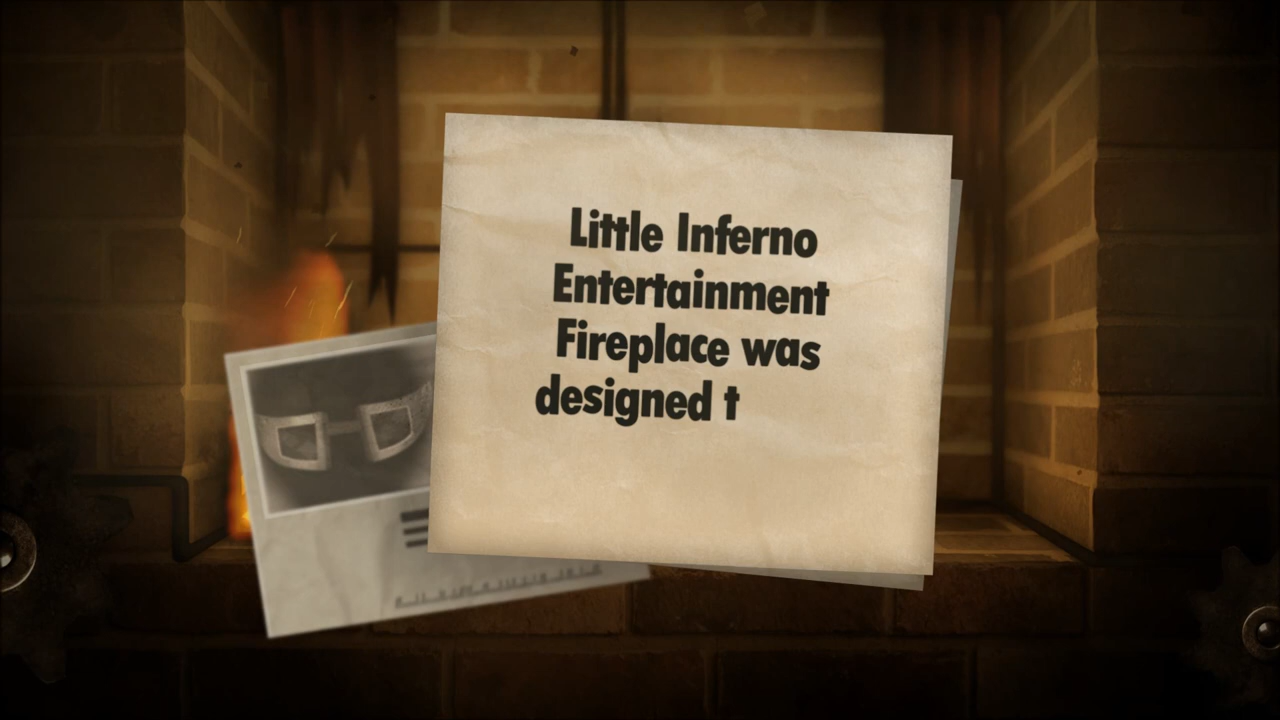 Little Inferno
Entertainment
Fireplace was
designed t